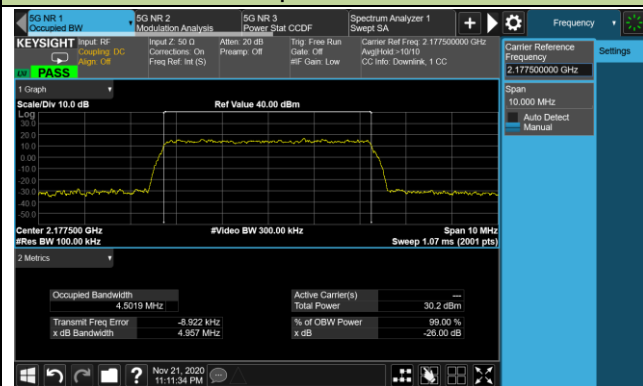 5G NR 1
Occupied BW
5G NR 2
Modulation Analysis
5G NR 3
Power Stat CCDF
Spectrum Analyzer 1
Swept SA
Frequency
KEYSIGHT
Input: RF
Coupling: DC
Align: Off
Input Z: 50 Ω
Corrections: On
Freq Ref: Int (S)
Atten: 20 dB
Preamp: Off
Trig: Free Run
Gate: Off
#IF Gain: Low
Carrier Ref Freq: 2.177500000 GHz
Avg|Hold:>10/10
CC Info: Downlink, 1 CC
LW
PASS
Carrier Reference
Frequency
2.177500000 GHz
Settings
Span
10.000 MHz
Auto Detect
Manual
1 Graph
Scale/Div 10.0 dB
Ref Value 40.00 dBm
Log
30.0
20.0
10.0
0.00
-10.0
-20.0
-30.0
-40.0
-50.0
Center 2.177500 GHz
#Video BW 300.00 kHz
Span 10 MHz
#Res BW 100.00 kHz
Sweep 1.07 ms (2001 pts)
2 Metrics
Occupied Bandwidth
4.5019 MHz
Active Carrier(s)
---
Total Power
30.2 dBm
Transmit Freq Error
-8.922 kHz
% of OBW Power
99.00 %
x dB Bandwidth
4.957 MHz
x dB
-26.00 dB
Nov 21, 2020
11:11:34 PM